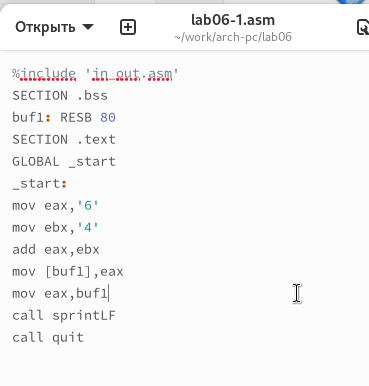 Открыть
lab06-1.asm
~/work/arch-pc/lab06
%include 'in_out.asm'
SECTION .bss
buf1: RESB 80
SECTION .text
GLOBAL _start
_start:
mov eax,'6'
mov ebx,'4'
add eax,ebx
mov [buf1],eax
mov eax,buf1
call sprintLF
call quit